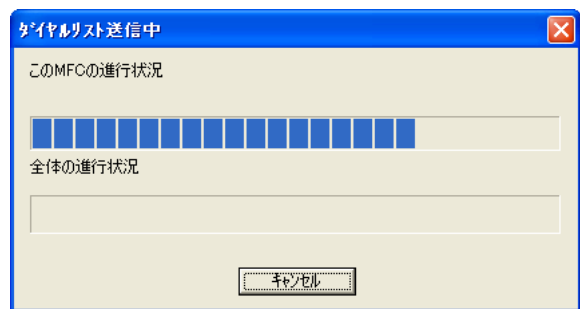 ﾀﾞｲﾔﾙﾘｽﾄ送信中
このMFCの進行状況
全体の進行状況
ｷｬﾝｾﾙ